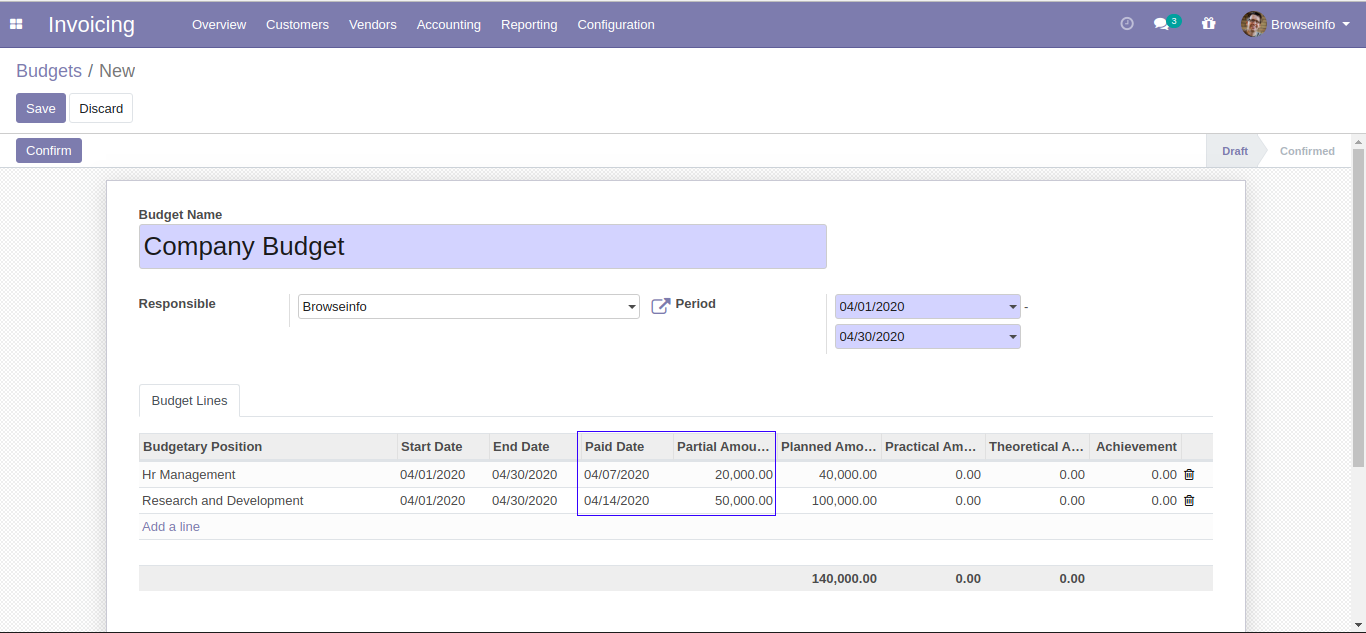 Invoicing Overview Customers Vendors Accounting Reporting Configuration 3 Browseinfo
Budgets / New
Save Discard
Confirm Draft Confirmed
Budget Name
Company Budget
Responsible Browseinfo Period 04/01/2020 -
04/30/2020
Budget Lines
Budgetary Position Start Date End Date Paid Date Partial Amou... Planned Amo... Practical Am... Theoretical A... Achievement
Hr Management 04/01/2020 04/30/2020 04/07/2020 20,000.00 40,000.00 0.00 0.00 0.00
Research and Development 04/01/2020 04/30/2020 04/14/2020 50,000.00 100,000.00 0.00 0.00 0.00
Add a line
140,000.00 0.00 0.00